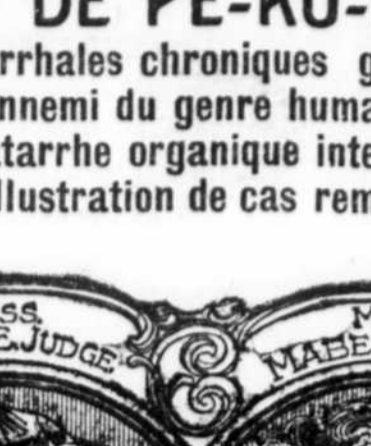 DE PE-RU-
rrhales chroniques g
nnemi du genre huma
tarrhe organique inte
llustration de cas rem
SS.
E.JUDGE
M
MABE